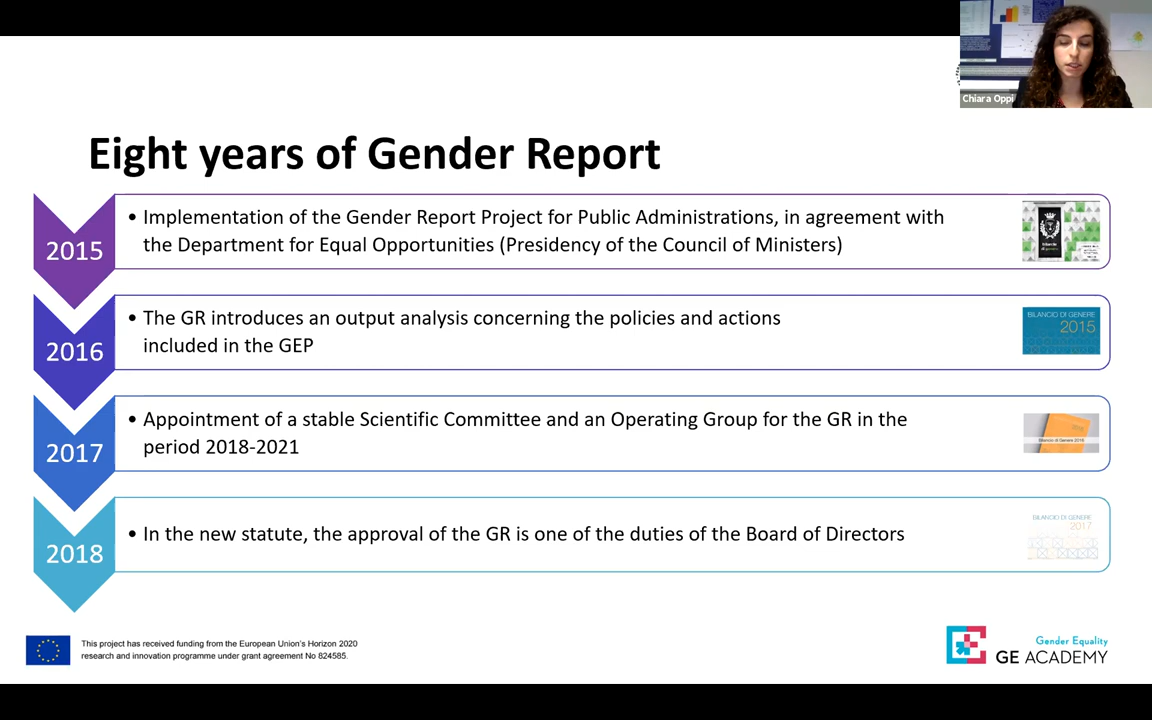 Chiara Oppi
Eight years of Gender Report
2015
• Implementation of the Gender Report Project for Public Administrations, in agreement with
the Department for Equal Opportunities (Presidency of the Council of Ministers)
2016
• The GR introduces an output analysis concerning the policies and actions
included in the GEP
BILANCIO DI GENERE
2015
2017
• Appointment of a stable Scientific Committee and an Operating Group for the GR in the
period 2018-2021
Bilancio di Genere 2016
2018
• In the new statute, the approval of the GR is one of the duties of the Board of Directors
BILANCIO DI GENERE
2017
This project has received funding from the European Union's Horizon 2020
research and innovation programme under grant agreement No 824585.
Gender Equality
GE ACADEMY